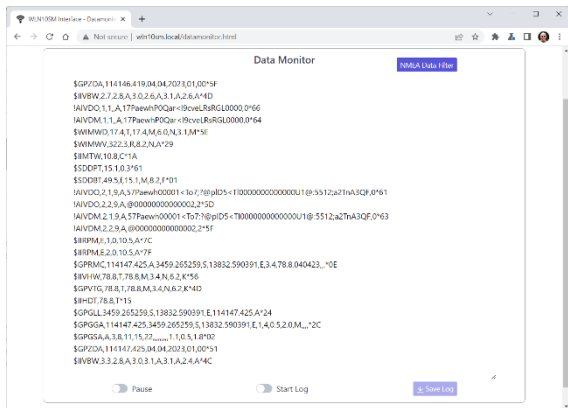 WLN10SM Interface - Datamonito
Not secure | wln10sm.local/datamonitor.html
Data Monitor
NMEA Data Filter
$GPZDA,114146.419,04,04,2023,01,00*5F
$IIVBW,2.7,2.8,A,3.0,2.6,A,3.1,A,2.6,A*4D
!AIVDO,1,1,,A,17PaewhP0Qar<I9cveLRsRGL0000,0*66
!AIVDM,1,1,,A,17PaewhP0Qar<I9cveLRsRGL0000,0*64
$WIMWD,17.4,T,17.4,M,6.0,N,3.1,M*5E
$WIMWV,322.3,R,8.2,N,A*29
$IIMTW,10.8,C*1A
$SDDPT,15.1,0.3*61
$SDDBT,49.5,f,15.1,M,8.2,F*01
!AIVDO,2,1,9,A,57Paewh00001<To7;?@plD5<Tl0000000000000U1@:5512;a2TnA3QF,0*61
!AIVDO,2,2,9,A,@00000000000002,2*5D
!AIVDM,2,1,9,A,57Paewh00001<To7;?@plD5<Tl0000000000000U1@:5512;a2TnA3QF,0*63
!AIVDM,2,2,9,A,@00000000000002,2*5F
$IIRPM,E,1,0,10.5,A*7C
$IIRPM,E,2,0,10.5,A*7F
$GPRMC,114147.425,A,3459.265259,S,13832.590391,E,3.4,78.8,040423,,,*0E
$IIVHW,78.8,T,78.8,M,3.4,N,6.2,K*56
$GPVTG,78.8,T,78.8,M,3.4,N,6.2,K*4D
$IIHDT,78.8,T*15
$GPGLL,3459.265259,S,13832.590391,E,114147.425,A*24
$GPGGA,114147.425,3459.265259,S,13832.590391,E,1,4,0.5,2.0,M,,,,*2C
$GPGSA,A,3,8,11,15,22,,,,,,,,,1.1,0.5,1.8*02
$GPZDA,114147.425,04,04,2023,01,00*51
$IIVBW,3.3,2.8,A,3.0,3.1,A,3.1,A,2.4,A*4C
Pause
Start Log
Save Log